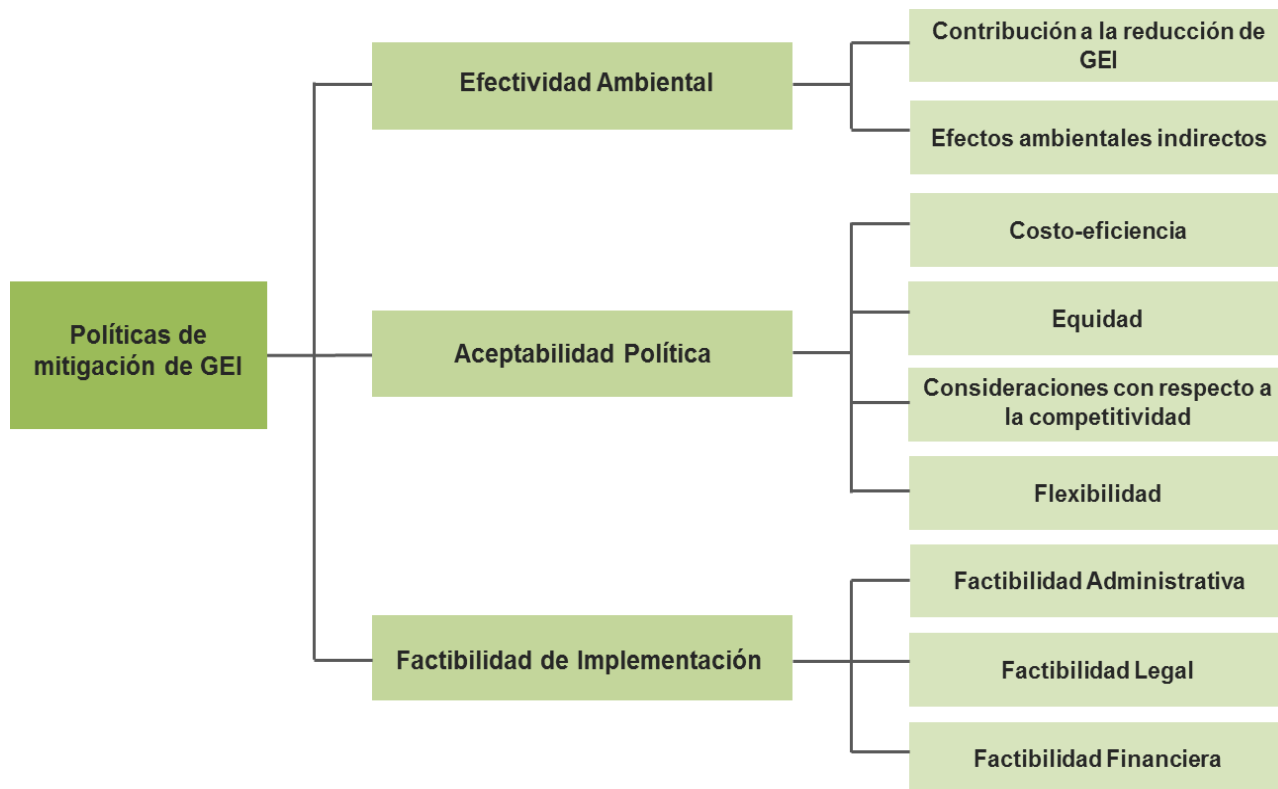 Políticas de
mitigación de GEI
Efectividad Ambiental
Contribución a la reducción de
GEI
Efectos ambientales indirectos
Aceptabilidad Política
Costo-eficiencia
Equidad
Consideraciones con respecto a
la competitividad
Flexibilidad
Factibilidad de Implementación
Factibilidad Administrativa
Factibilidad Legal
Factibilidad Financiera